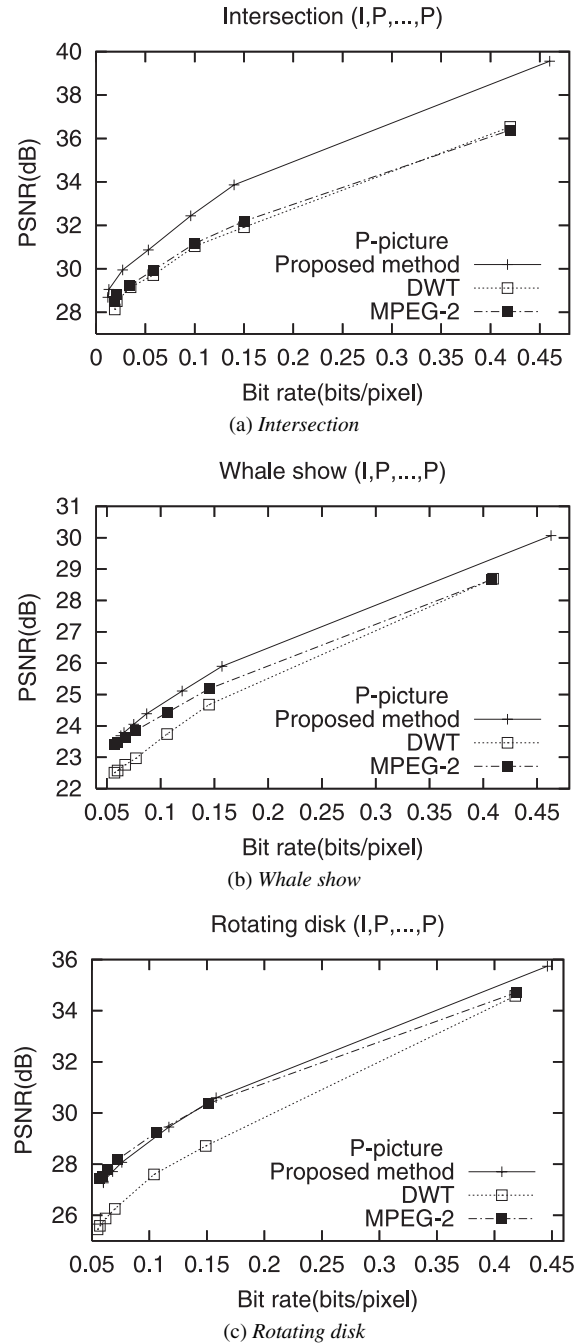 Intersection (I,P,...,P)
40
38
36
34
32
30
28
PSNR(dB)
P-picture
Proposed method
DWT
MPEG-2
0 0.05 0.1 0.15 0.2 0.25 0.3 0.35 0.4 0.45
Bit rate(bits/pixel)
(a) Intersection
Whale show (I,P,...,P)
31
30
29
28
27
26
25
24
23
22
PSNR(dB)
P-picture
Proposed method
DWT
MPEG-2
0.05 0.1 0.15 0.2 0.25 0.3 0.35 0.4 0.45
Bit rate(bits/pixel)
(b) Whale show
Rotating disk (I,P,...,P)
36
34
32
30
28
26
PSNR(dB)
P-picture
Proposed method
DWT
MPEG-2
0.05 0.1 0.15 0.2 0.25 0.3 0.35 0.4 0.45
Bit rate(bits/pixel)
(c) Rotating disk